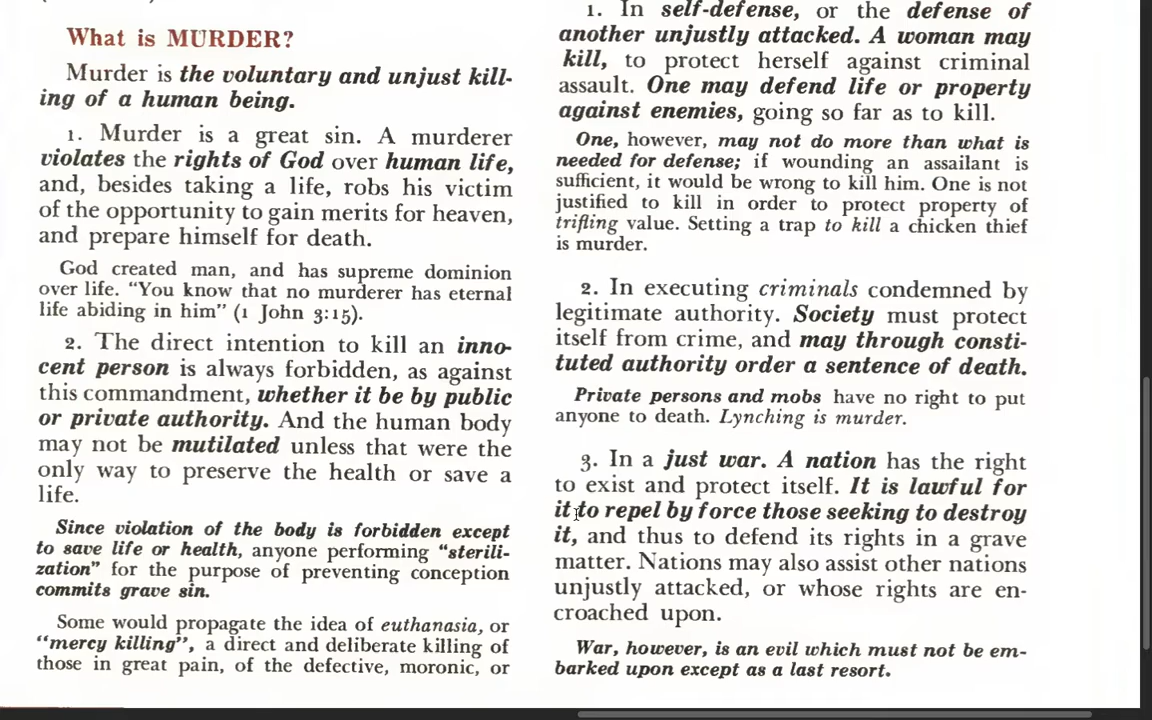 What is MURDER?
Murder is the voluntary and unjust kill-
ing of a human being.
1. Murder is a great sin. A murderer
violates the rights of God over human life,
and, besides taking a life, robs his victim
of the opportunity to gain merits for heaven,
and prepare himself for death.
God created man, and has supreme dominion
over life. “You know that no murderer has eternal
life abiding in him” (1 John 3:15).
2. The direct intention to kill an inno-
cent person is always forbidden, as against
this commandment, whether it be by public
or private authority. And the human body
may not be mutilated unless that were the
only way to preserve the health or save a
life.
Since violation of the body is forbidden except
to save life or health, anyone performing “sterili-
zation” for the purpose of preventing conception
commits grave sin.
Some would propagate the idea of euthanasia, or
“mercy killing”, a direct and deliberate killing of
those in great pain, of the defective, moronic, or
1. In self-defense, or the defense of
another unjustly attacked. A woman may
kill, to protect herself against criminal
assault. One may defend life or property
against enemies, going so far as to kill.
One, however, may not do more than what is
needed for defense; if wounding an assailant is
sufficient, it would be wrong to kill him. One is not
justified to kill in order to protect property of
trifling value. Setting a trap to kill a chicken thief
is murder.
2. In executing criminals condemned by
legitimate authority. Society must protect
itself from crime, and may through consti-
tuted authority order a sentence of death.
Private persons and mobs have no right to put
anyone to death. Lynching is murder.
3. In a just war. A nation has the right
to exist and protect itself. It is lawful for
it to repel by force those seeking to destroy
it, and thus to defend its rights in a grave
matter. Nations may also assist other nations
unjustly attacked, or whose rights are en-
croached upon.
War, however, is an evil which must not be em-
barked upon except as a last resort.